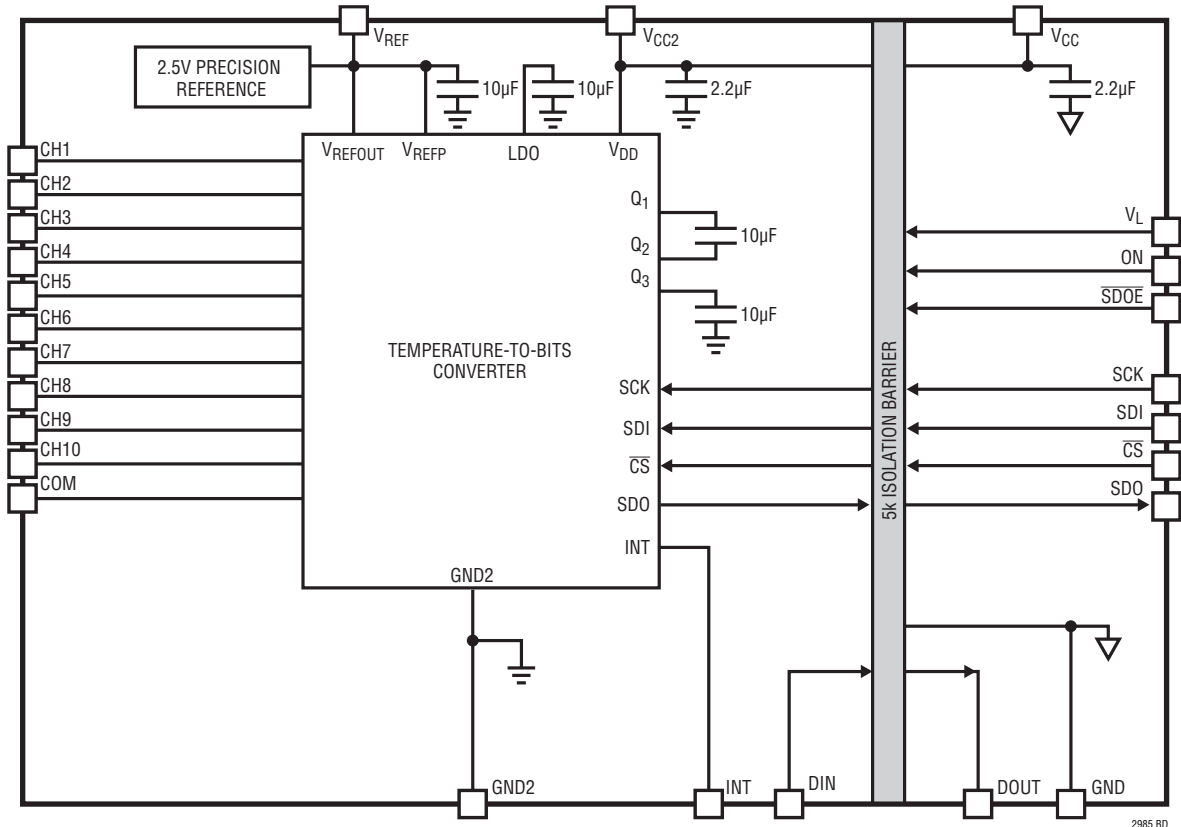 VREF
VCC2
VCC
2.5V PRECISION
REFERENCE
10µF
10µF
2.2µF
2.2µF
VREFOUT
VREFP
LDO
VDD
CH1
CH2
CH3
CH4
CH5
CH6
CH7
CH8
CH9
CH10
COM
Q1
Q2
Q3
10µF
10µF
TEMPERATURE-TO-BITS
CONVERTER
SCK
SDI
CS
SDO
INT
GND2
5k ISOLATION BARRIER
VL
ON
SDOE
SCK
SDI
CS
SDO
GND2
INT
DIN
DOUT
GND
2985 BD